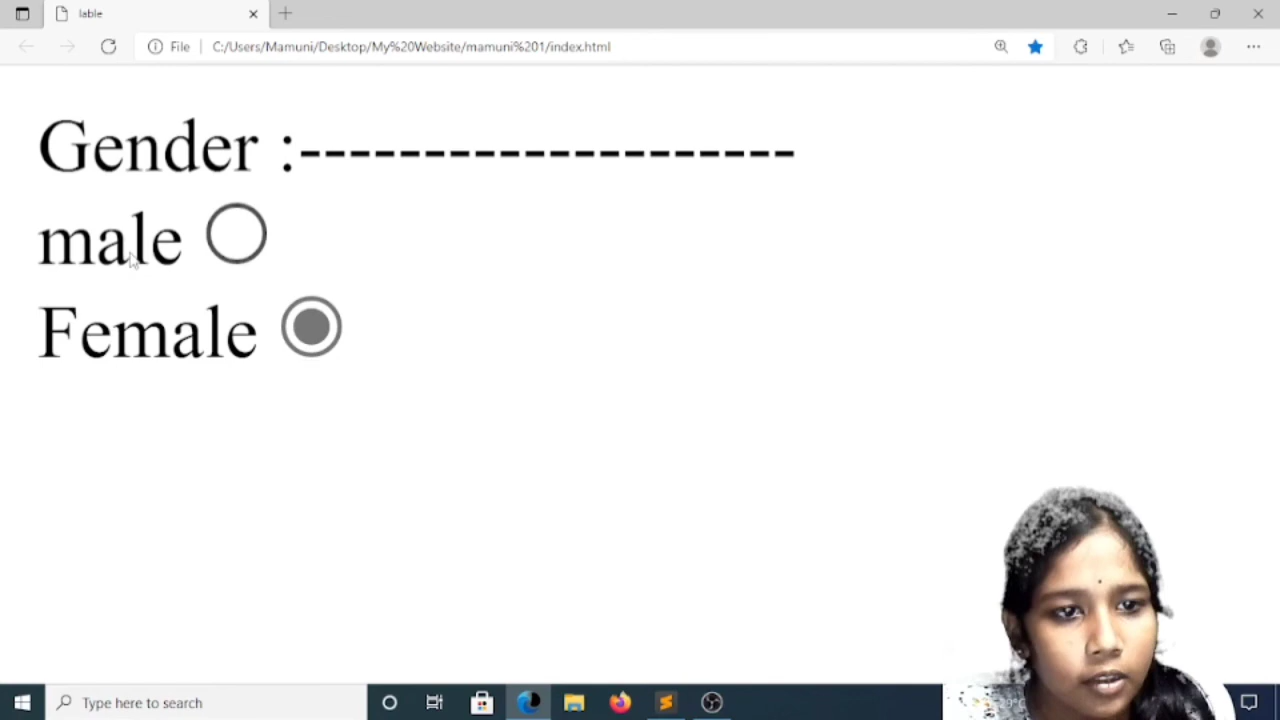 lable
File
C:/Users/Mamuni/Desktop/My%20Website/mamuni%201/index.html
Gender :--------------------
male
Female
Type here to search